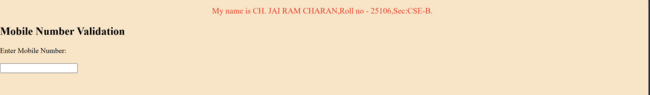 My name is CH. JAI RAM CHARAN,Roll no - 25106,Sec:CSE-B.
Mobile Number Validation
Enter Mobile Number: